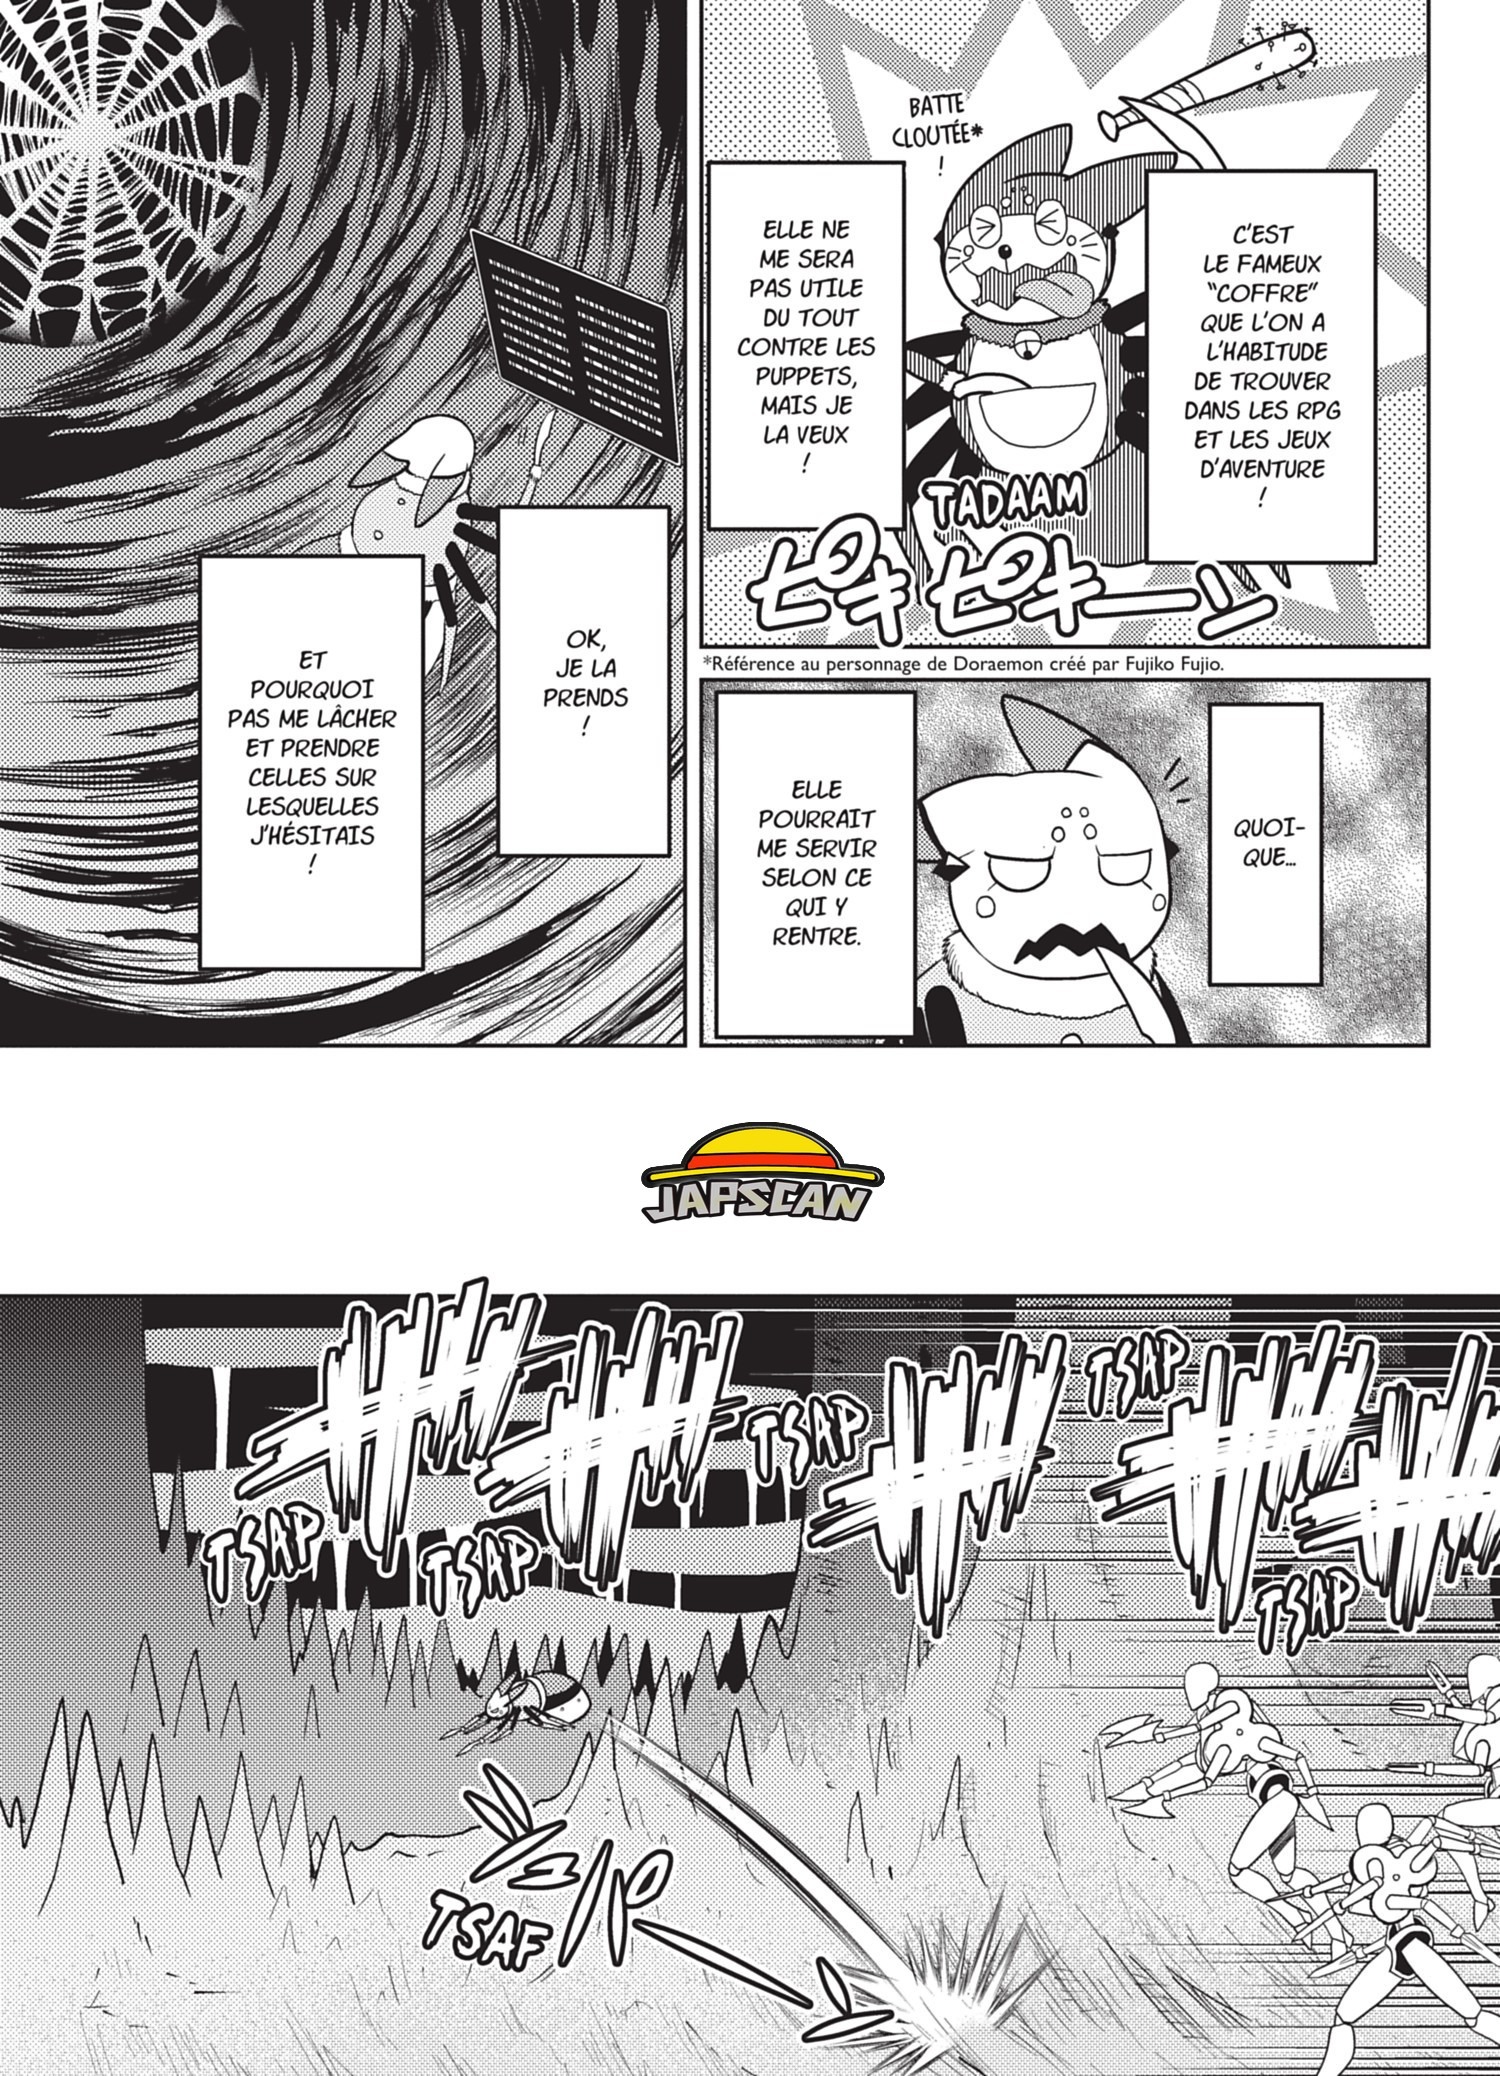 BATTE
CLOUTÉE*
!
C'EST
LE FAMEUX
"COFFRE"
QUE L'ON A
L'HABITUDE
DE TROUVER
DANS LES RPG
ET LES JEUX
D'AVENTURE
!
ELLE NE
ME SERA
PAS UTILE
DU TOUT
CONTRE LES
PUPPETS,
MAIS JE
LA VEUX
!
TADAAM
ピキピキーン
*Référence au personnage de Doraemon créé par Fujiko Fujio.
QUOI-
QUE...
ELLE
POURRAIT
ME SERVIR
SELON CE
QUI Y
RENTRE.
OK,
JE LA
PRENDS
!
ET
POURQUOI
PAS ME LÂCHER
ET PRENDRE
CELLES SUR
LESQUELLES
J'HÉSITAIS
!
JAPSCAN
TSAP
TSAP
TSAP
TSAP
TSAP
TSAF